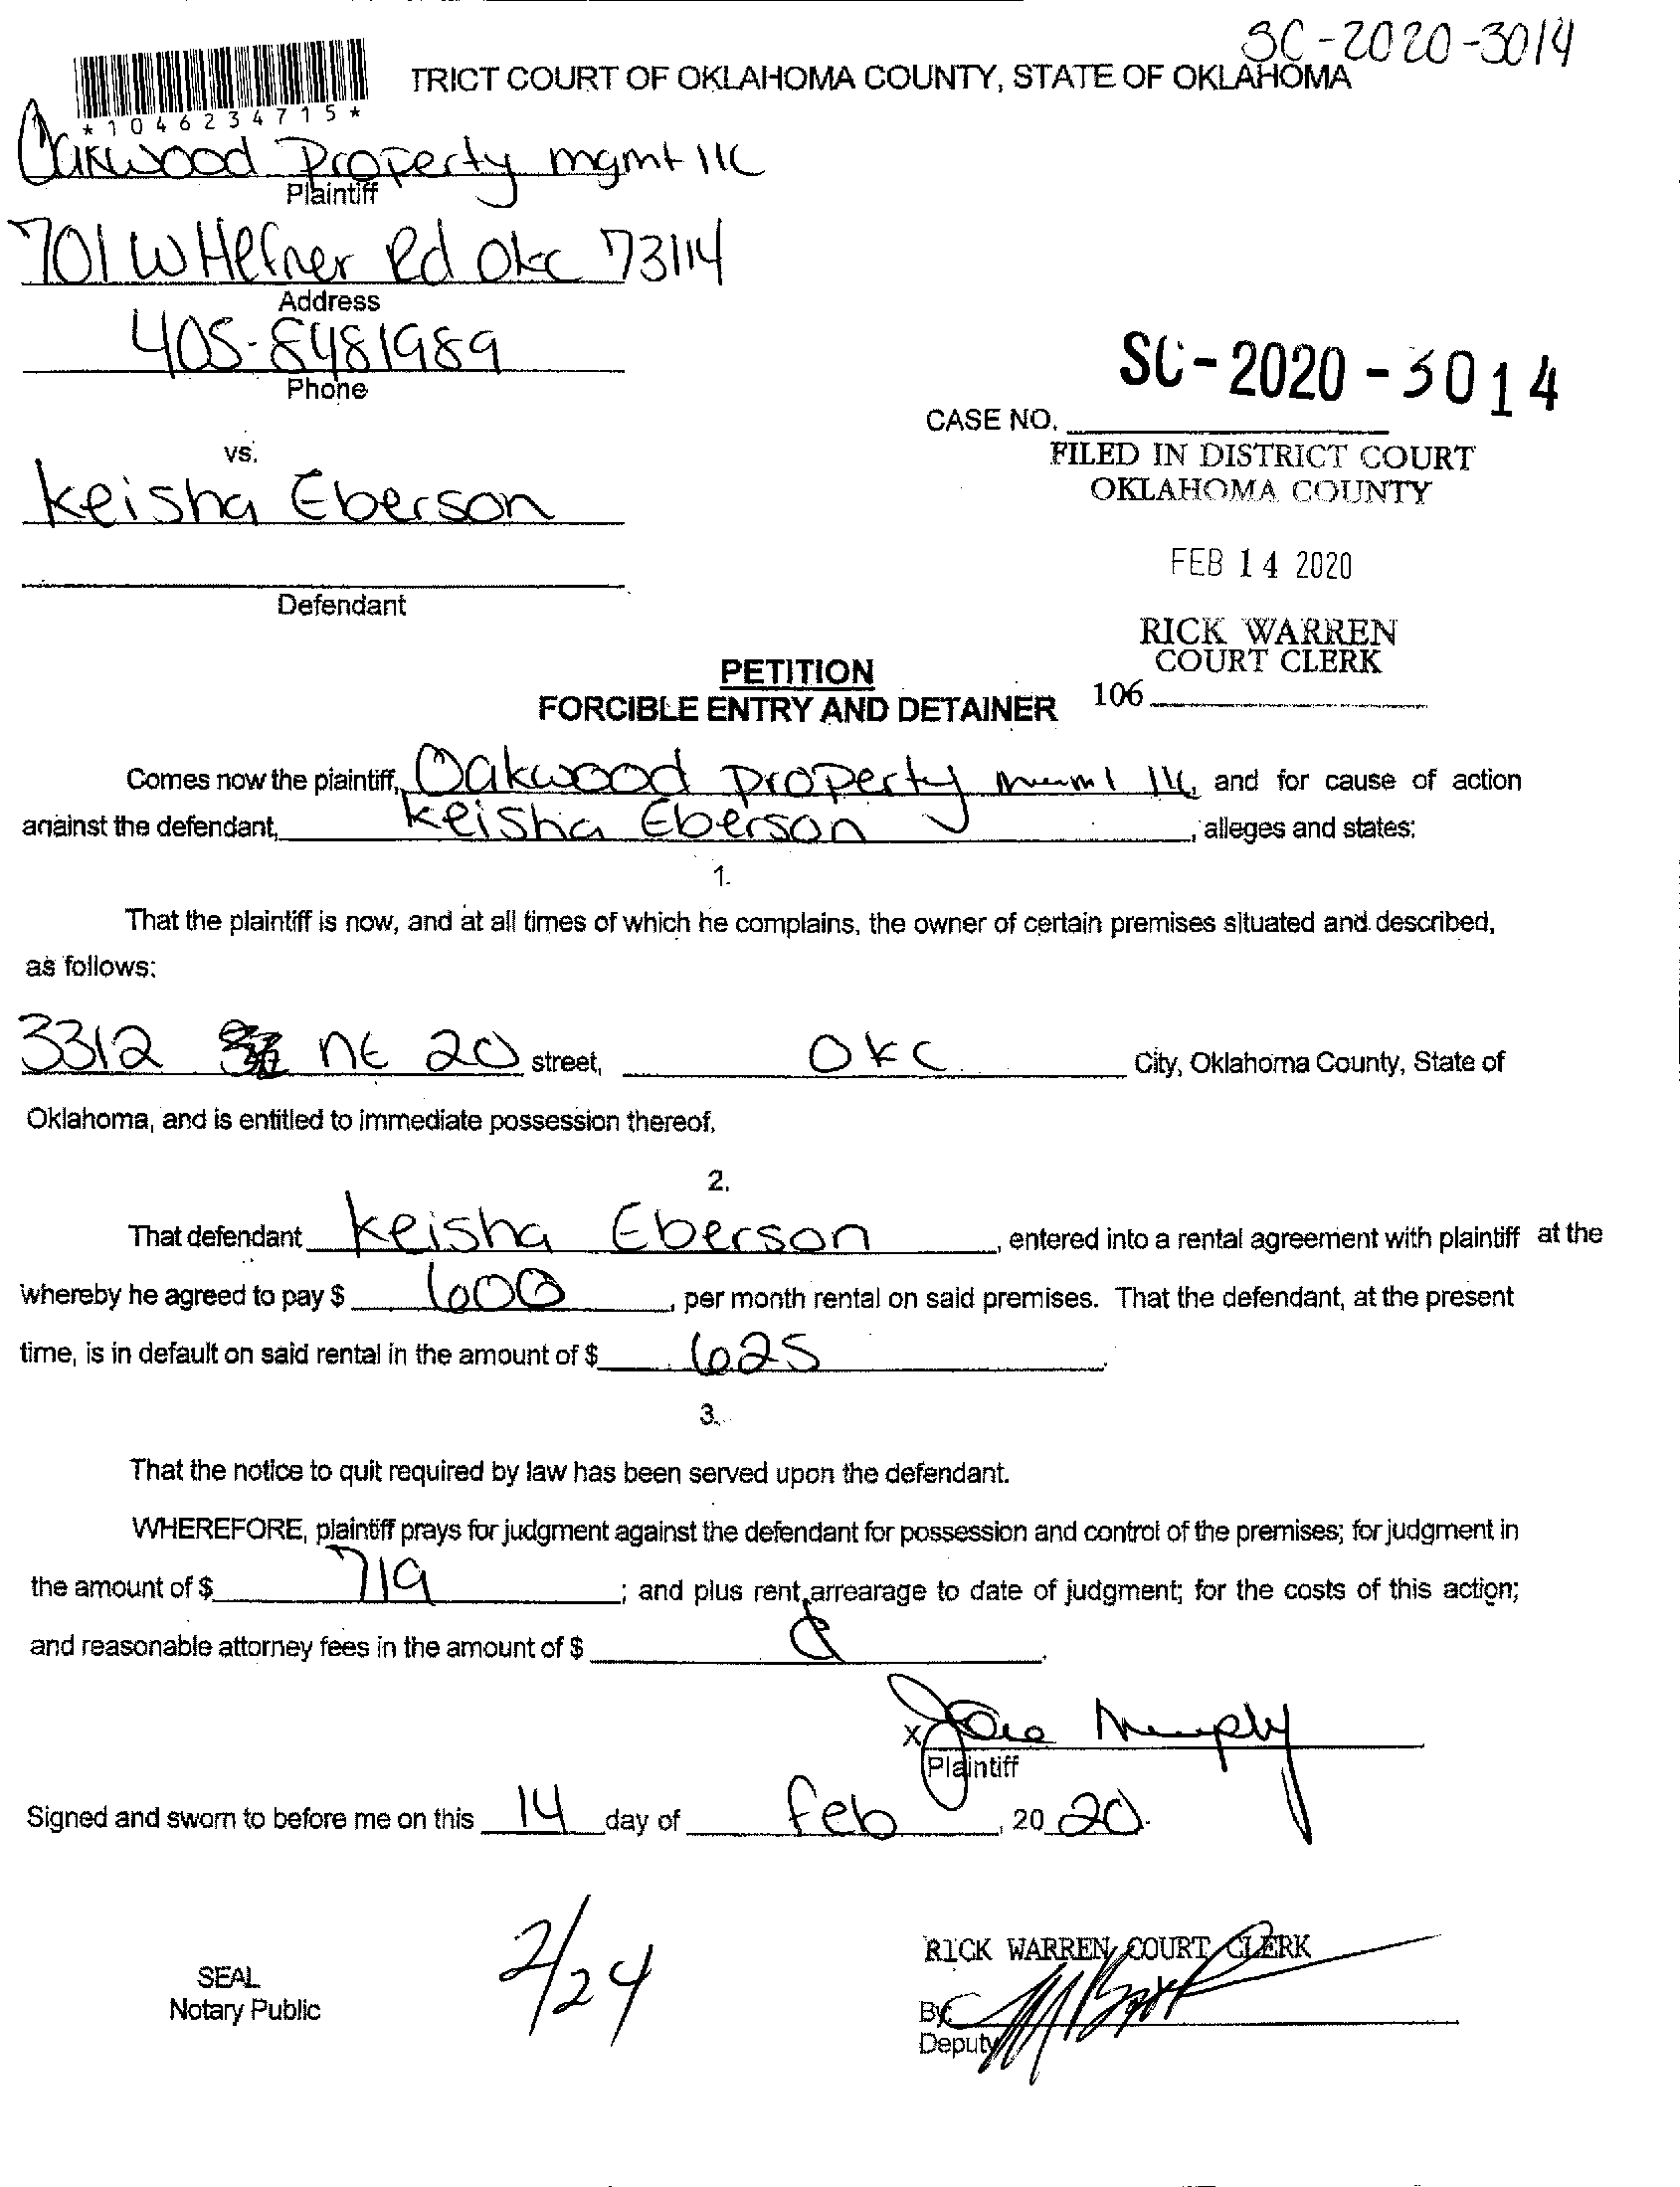 SC-2020-3014
TRICT COURT OF OKLAHOMA COUNTY, STATE OF OKLAHOMA
*1046234715*
Oakwood Property mgmt llc
Plaintiff
701 W Hefner Rd Okc 73114
Address
405-8481989
Phone
SC-2020-3014
CASE NO.
vs.
FILED IN DISTRICT COURT
OKLAHOMA COUNTY
Keisha Eberson
FEB 14 2020
Defendant
RICK WARREN
COURT CLERK
106
PETITION
FORCIBLE ENTRY AND DETAINER
Comes now the plaintiff, Oakwood Property llc, and for cause of action
against the defendant, Keisha Eberson, alleges and states:
1.
That the plaintiff is now, and at all times of which he complains, the owner of certain premises situated and described,
as follows:
3312 NE 20 street, OKC City, Oklahoma County, State of
Oklahoma, and is entitled to immediate possession thereof.
2.
That defendant Keisha Eberson, entered into a rental agreement with plaintiff at the
whereby he agreed to pay $ 600, per month rental on said premises. That the defendant, at the present
time, is in default on said rental in the amount of $ 625.
3.
That the notice to quit required by law has been served upon the defendant.
WHEREFORE, plaintiff prays for judgment against the defendant for possession and control of the premises; for judgment in
the amount of $ 719; and plus rent arrearage to date of judgment; for the costs of this action;
and reasonable attorney fees in the amount of $
X
Plaintiff
Signed and sworn to before me on this 14 day of Feb, 2020.
2/24
SEAL
Notary Public
RICK WARREN, COURT CLERK
By:
Deputy